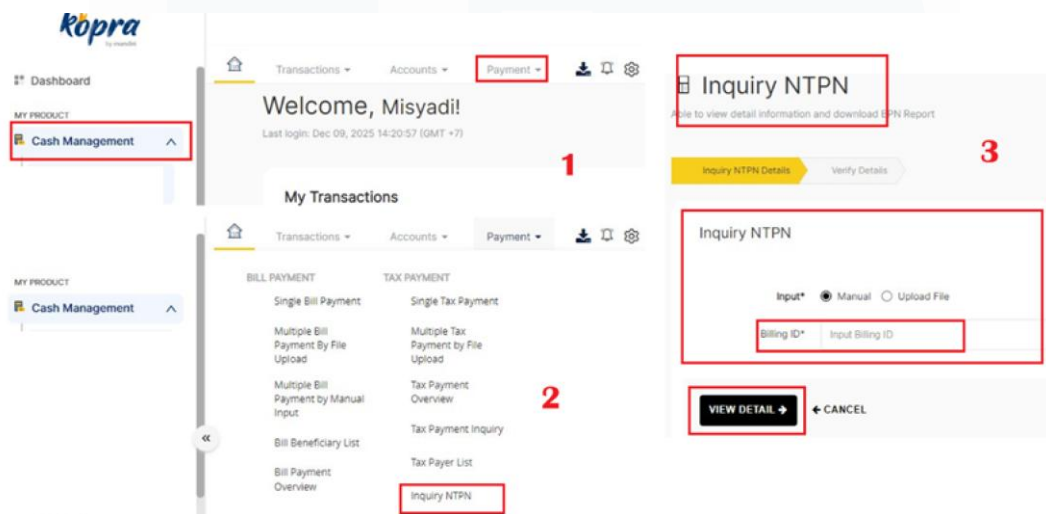 kopra
by mandiri
Dashboard
MY PRODUCT
Cash Management
Transactions
Accounts
Payment
Welcome, Misyadi!
Last login: Dec 09, 2025 14:20:57 (GMT +7)
1
My Transactions
MY PRODUCT
Cash Management
Transactions
Accounts
Payment
BILL PAYMENT
Single Bill Payment
Multiple Bill
Payment By File
Upload
Multiple Bill
Payment by Manual
Input
Bill Beneficiary List
Bill Payment
Overview
TAX PAYMENT
Single Tax Payment
Multiple Tax
Payment by File
Upload
Tax Payment
Overview
Tax Payment Inquiry
Tax Payer List
Inquiry NTPN
2
Inquiry NTPN
Able to view detail information and download BPN Report
3
Inquiry NTPN Details
Verify Details
Inquiry NTPN
Input* Manual Upload File
Billing ID* Input Billing ID
VIEW DETAIL → ← CANCEL
«